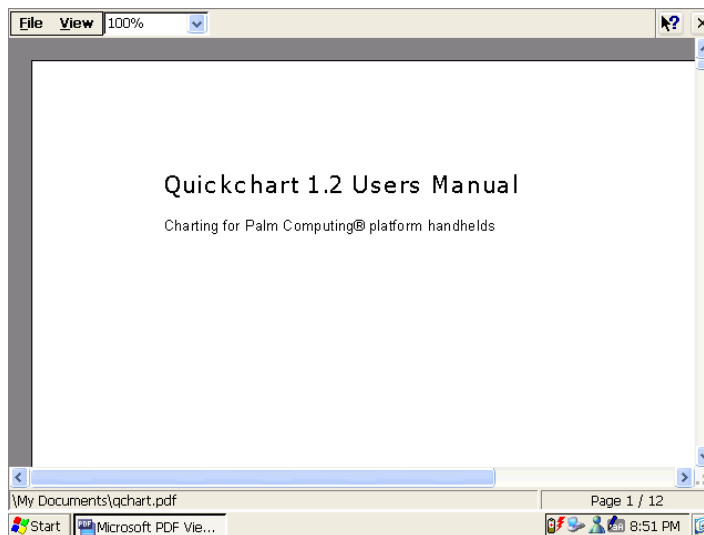 File View 100%
Quickchart 1.2 Users Manual
Charting for Palm Computing® platform handhelds
\My Documents\qchart.pdf Page 1 / 12
Start Microsoft PDF Vie... 8:51 PM